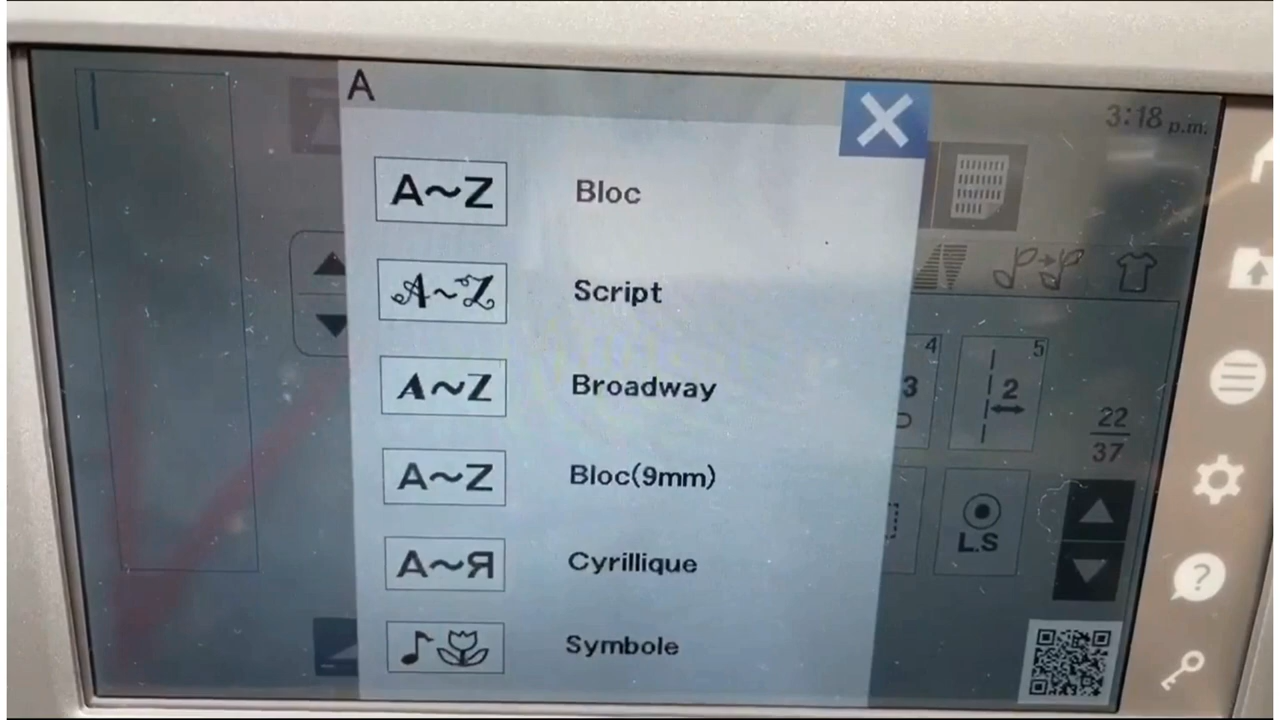 A
3:18 p.m.
A~Z Bloc
A~Z Script
4
5
A~Z Broadway
3
2
22
37
A~Z Bloc(9mm)
L.S
А~Я Cyrillique
?
Symbole